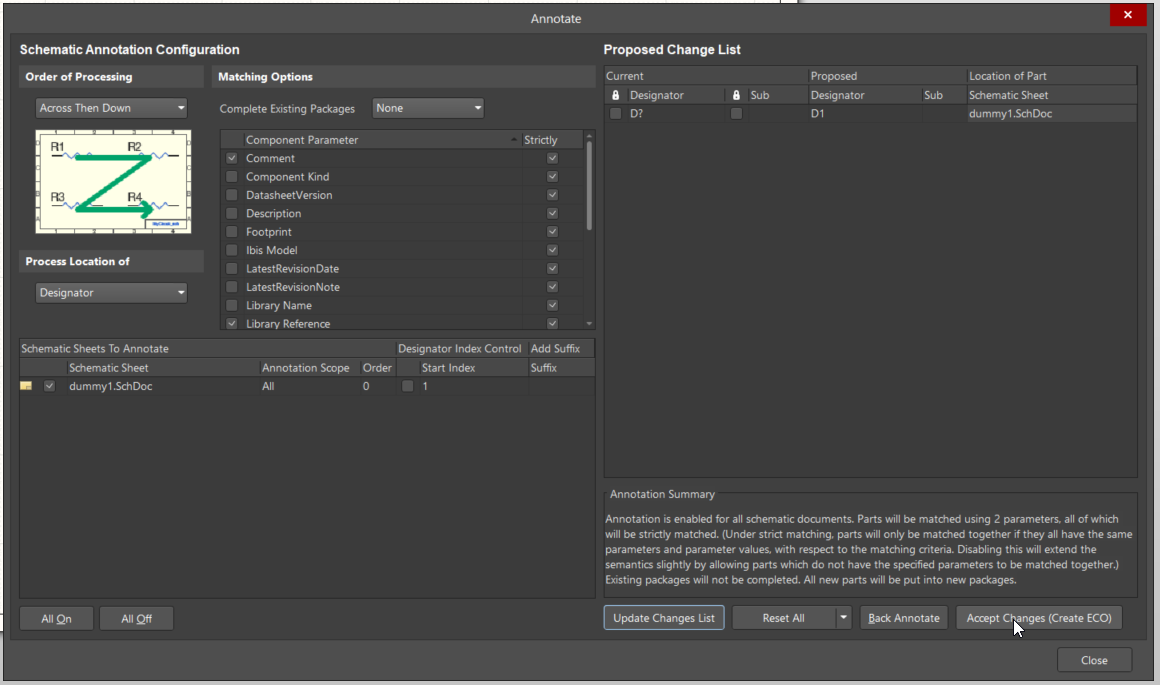 Annotate
Schematic Annotation Configuration
Order of Processing
Across Then Down
R1 R2
R3 R4
Process Location of
Designator
Matching Options
Complete Existing Packages None
Component Parameter Strictly
Comment
Component Kind
DatasheetVersion
Description
Footprint
Ibis Model
LatestRevisionDate
LatestRevisionNote
Library Name
Library Reference
Schematic Sheets To Annotate Designator Index Control Add Suffix
Schematic Sheet Annotation Scope Order Start Index Suffix
dummy1.SchDoc All 0 1
All On All Off
Proposed Change List
Current Proposed Location of Part
Designator Sub Designator Sub Schematic Sheet
D? D1 dummy1.SchDoc
Annotation Summary
Annotation is enabled for all schematic documents. Parts will be matched using 2 parameters, all of which
will be strictly matched. (Under strict matching, parts will only be matched together if they all have the same
parameters and parameter values, with respect to the matching criteria. Disabling this will extend the
semantics slightly by allowing parts which do not have the specified parameters to be matched together.)
Existing packages will not be completed. All new parts will be put into new packages.
Update Changes List Reset All Back Annotate Accept Changes (Create ECO)
Close